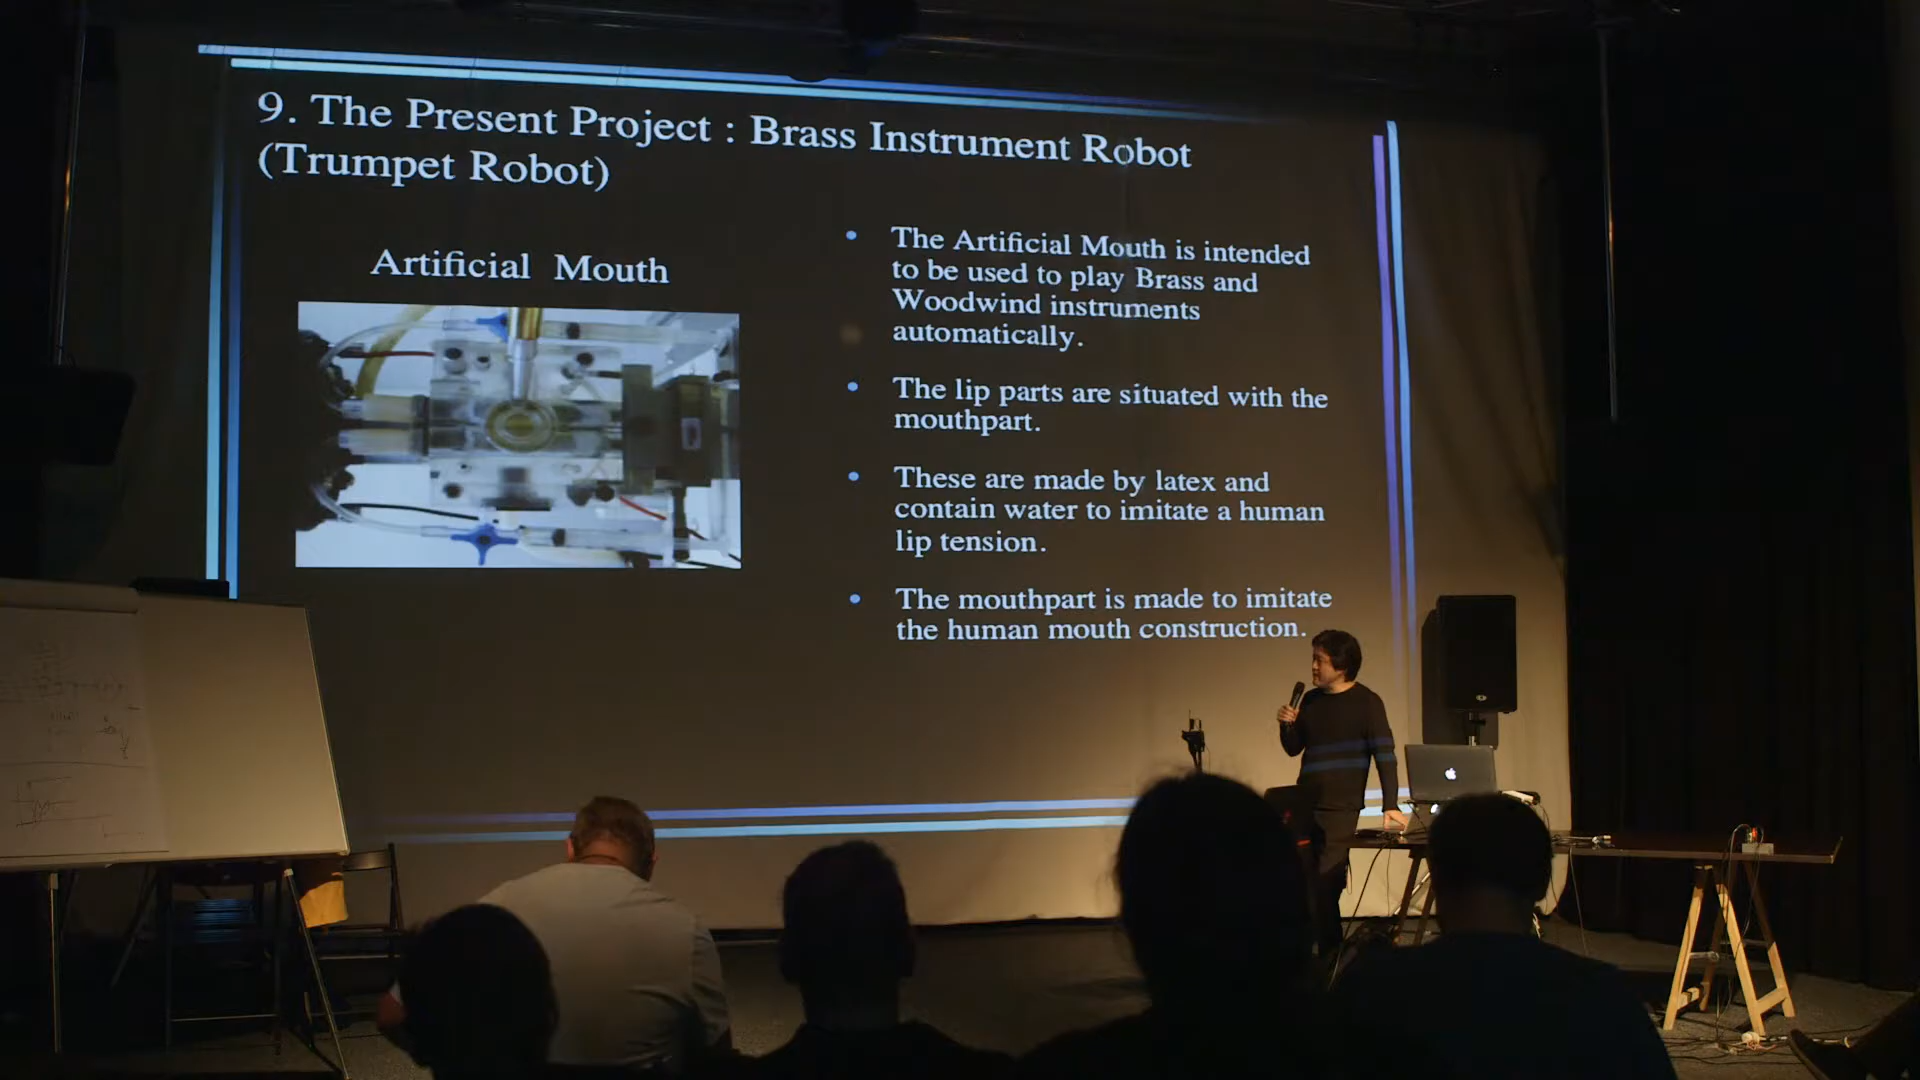 9. The Present Project : Brass Instrument Robot
(Trumpet Robot)
Artificial Mouth
• The Artificial Mouth is intended
to be used to play Brass and
Woodwind instruments
automatically.
• The lip parts are situated with the
mouthpart.
• These are made by latex and
contain water to imitate a human
lip tension.
• The mouthpart is made to imitate
the human mouth construction.